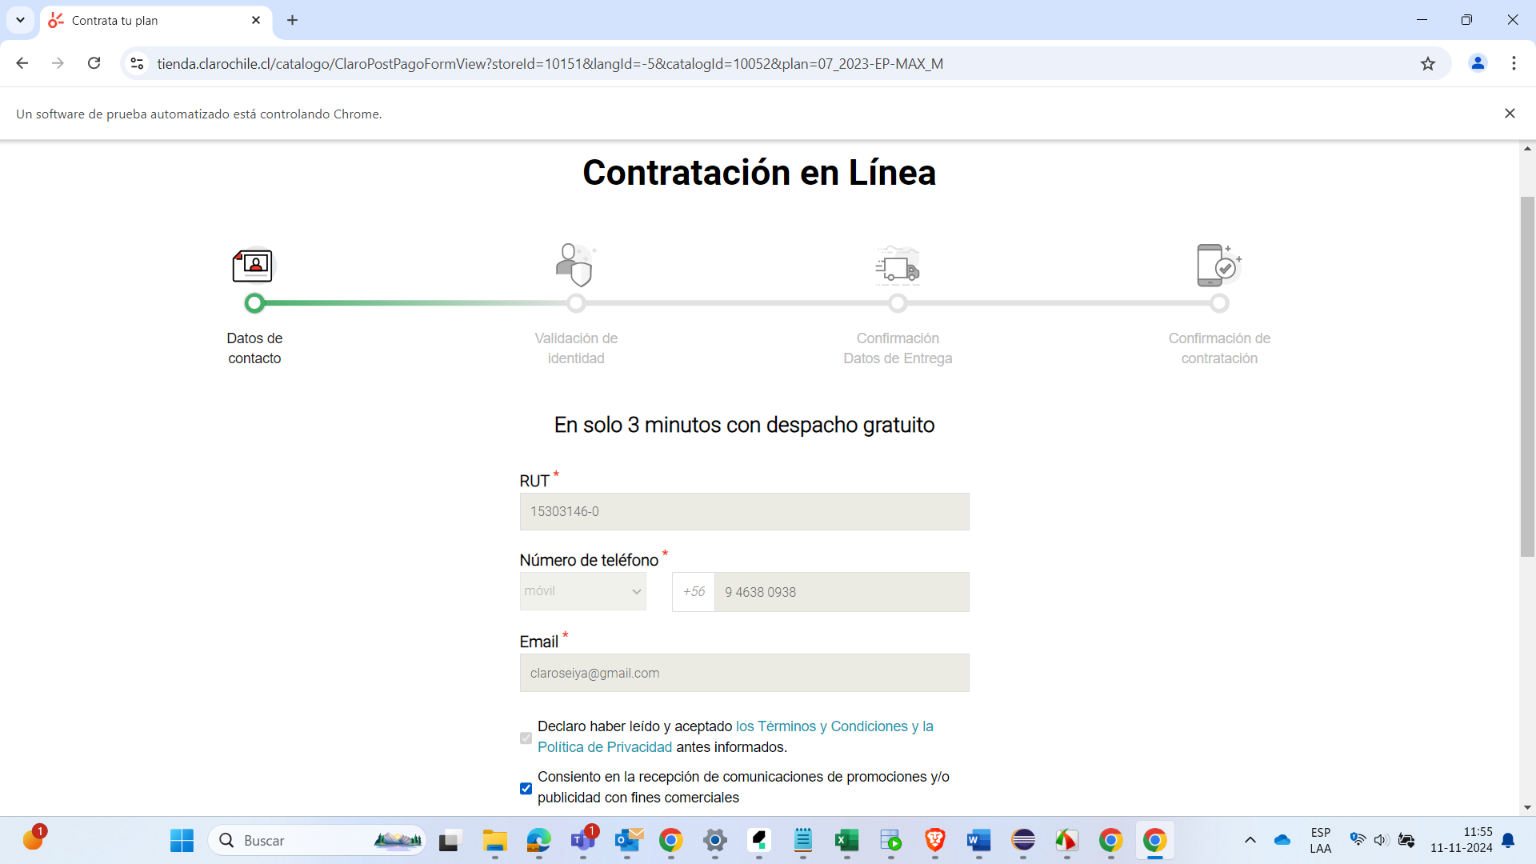 Contrata tu plan
tienda.clarochile.cl/catalogo/ClaroPostPagoFormView?storeId=10151&langId=-5&catalogId=10052&plan=07_2023-EP-MAX_M
Un software de prueba automatizado está controlando Chrome.
Contratación en Línea
Datos de
contacto
Validación de
identidad
Confirmación
Datos de Entrega
Confirmación de
contratación
En solo 3 minutos con despacho gratuito
RUT *
15303146-0
Número de teléfono *
móvil
+56
9 4638 0938
Email *
claroseiya@gmail.com
Declaro haber leído y aceptado los Términos y Condiciones y la
Política de Privacidad antes informados.
Consiento en la recepción de comunicaciones de promociones y/o
publicidad con fines comerciales
1
Buscar
1
ESP
LAA
11:55
11-11-2024